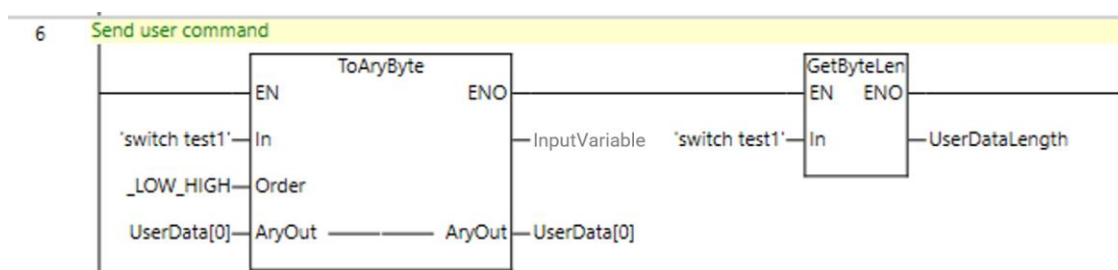 6 Send user command
ToAryByte GetByteLen
EN ENO EN ENO
'switch test1' In InputVariable 'switch test1' In UserDataLength
_LOW_HIGH Order
UserData[0] AryOut AryOut UserData[0]